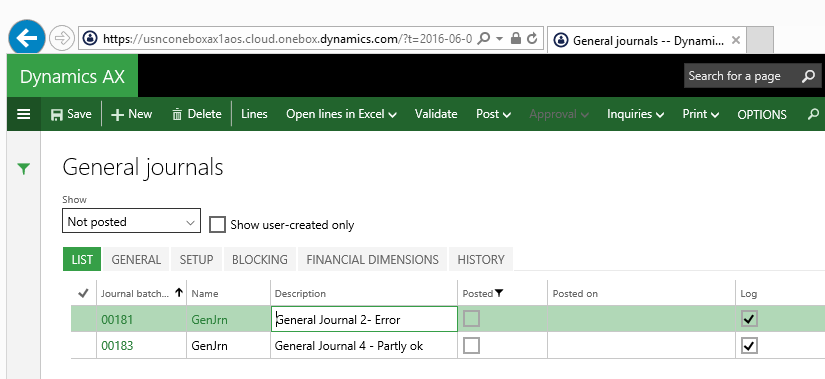 https://usnconeboxax1aos.cloud.onebox.dynamics.com/?t=2016-06-0
General journals -- Dynami...
Dynamics AX
Search for a page
Save New Delete Lines Open lines in Excel Validate Post Approval Inquiries Print OPTIONS
General journals
Show
Not posted
Show user-created only
LIST GENERAL SETUP BLOCKING FINANCIAL DIMENSIONS HISTORY
Journal batch... Name Description Posted Posted on Log
00181 GenJrn General Journal 2- Error
00183 GenJrn General Journal 4 - Partly ok